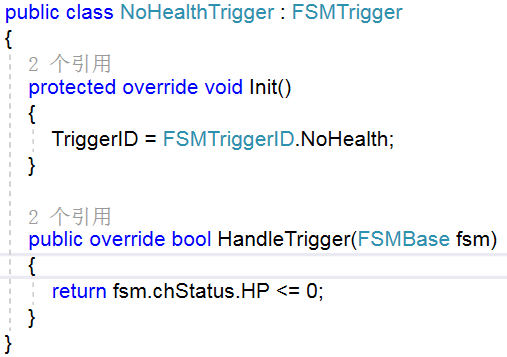 public class NoHealthTrigger : FSMTrigger
{
2 个引用
protected override void Init()
{
TriggerID = FSMTriggerID.NoHealth;
}
2 个引用
public override bool HandleTrigger(FSMBase fsm)
{
return fsm.chStatus.HP <= 0;
}
}